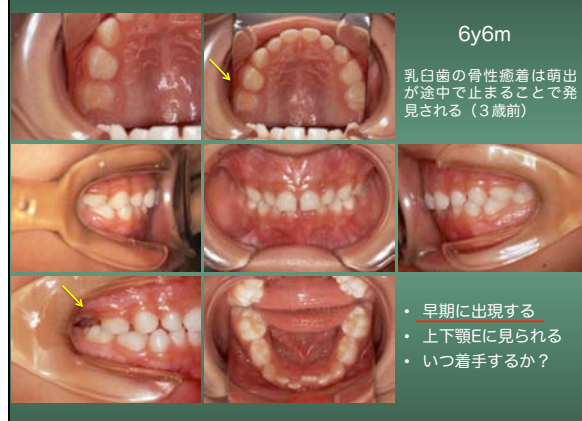 6y6m
乳臼歯の骨性癒着は萌出
が途中で止まることで発
見される（３歳前）
• 早期に出現する
• 上下顎Eに見られる
• いつ着手するか？